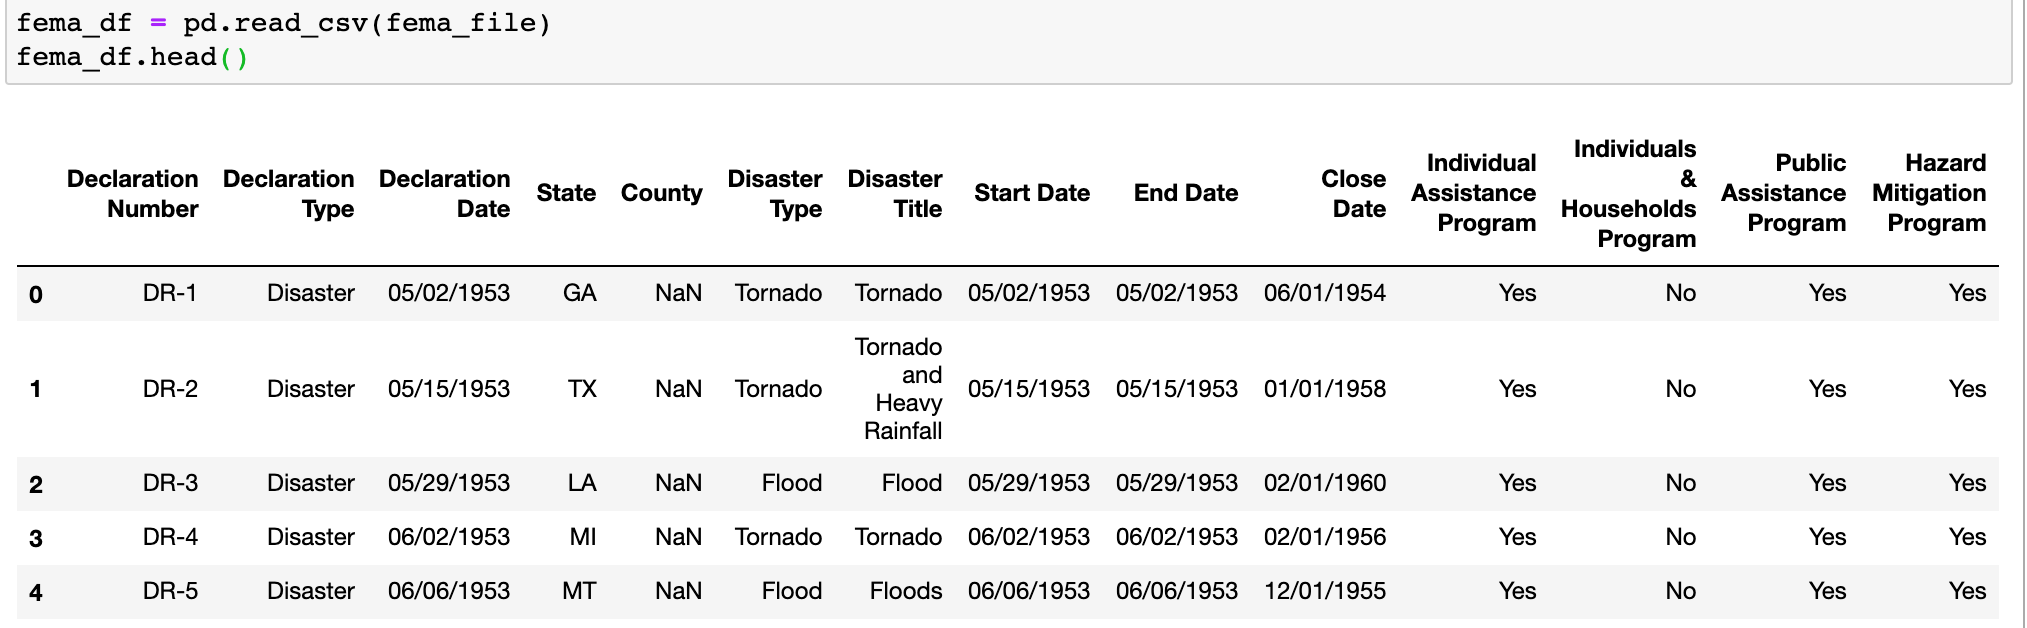 fema_df = pd.read_csv(fema_file)
fema_df.head()
Declaration Number Declaration Type Declaration Date State County Disaster Type Disaster Title Start Date End Date Close Date Individual Assistance Program Individuals & Households Program Public Assistance Program Hazard Mitigation Program
0 DR-1 Disaster 05/02/1953 GA NaN Tornado Tornado 05/02/1953 05/02/1953 06/01/1954 Yes No Yes Yes
1 DR-2 Disaster 05/15/1953 TX NaN Tornado Tornado and Heavy Rainfall 05/15/1953 05/15/1953 01/01/1958 Yes No Yes Yes
2 DR-3 Disaster 05/29/1953 LA NaN Flood Flood 05/29/1953 05/29/1953 02/01/1960 Yes No Yes Yes
3 DR-4 Disaster 06/02/1953 MI NaN Tornado Tornado 06/02/1953 06/02/1953 02/01/1956 Yes No Yes Yes
4 DR-5 Disaster 06/06/1953 MT NaN Flood Floods 06/06/1953 06/06/1953 12/01/1955 Yes No Yes Yes